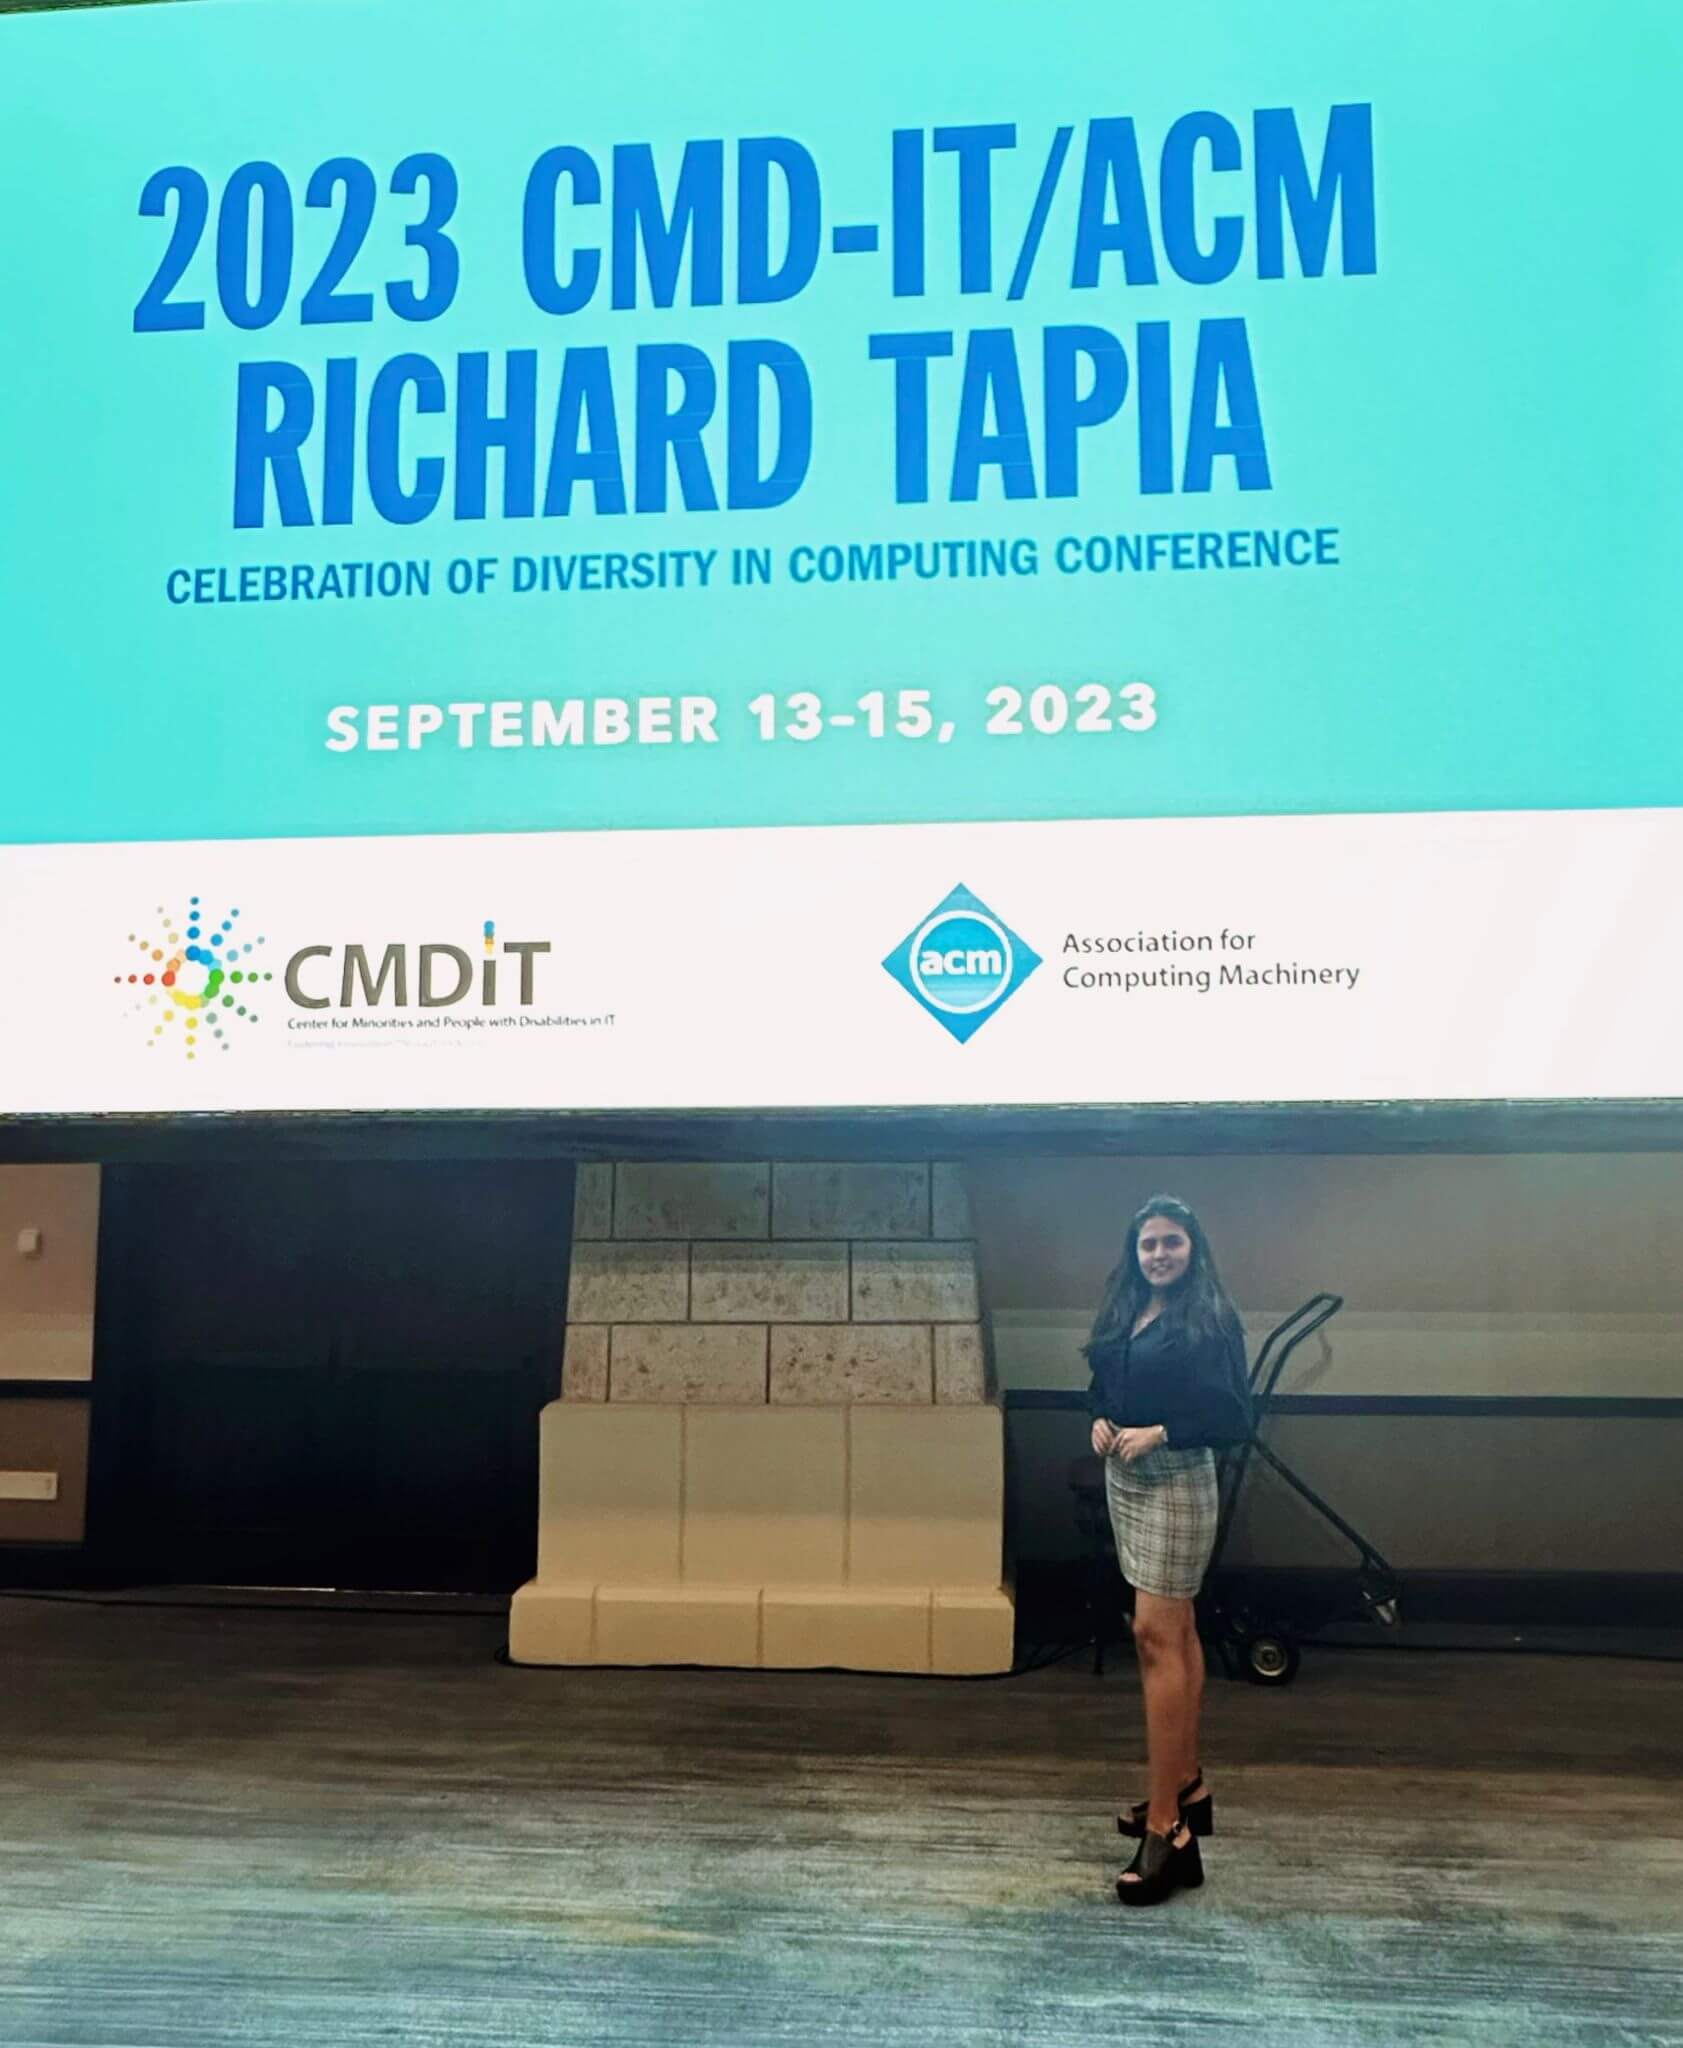 2023 CMD-IT/ACM
RICHARD TAPIA
CELEBRATION OF DIVERSITY IN COMPUTING CONFERENCE
SEPTEMBER 13-15, 2023
CMDiT
Center for Minorities and People with Disabilities in IT
acm
Association for
Computing Machinery